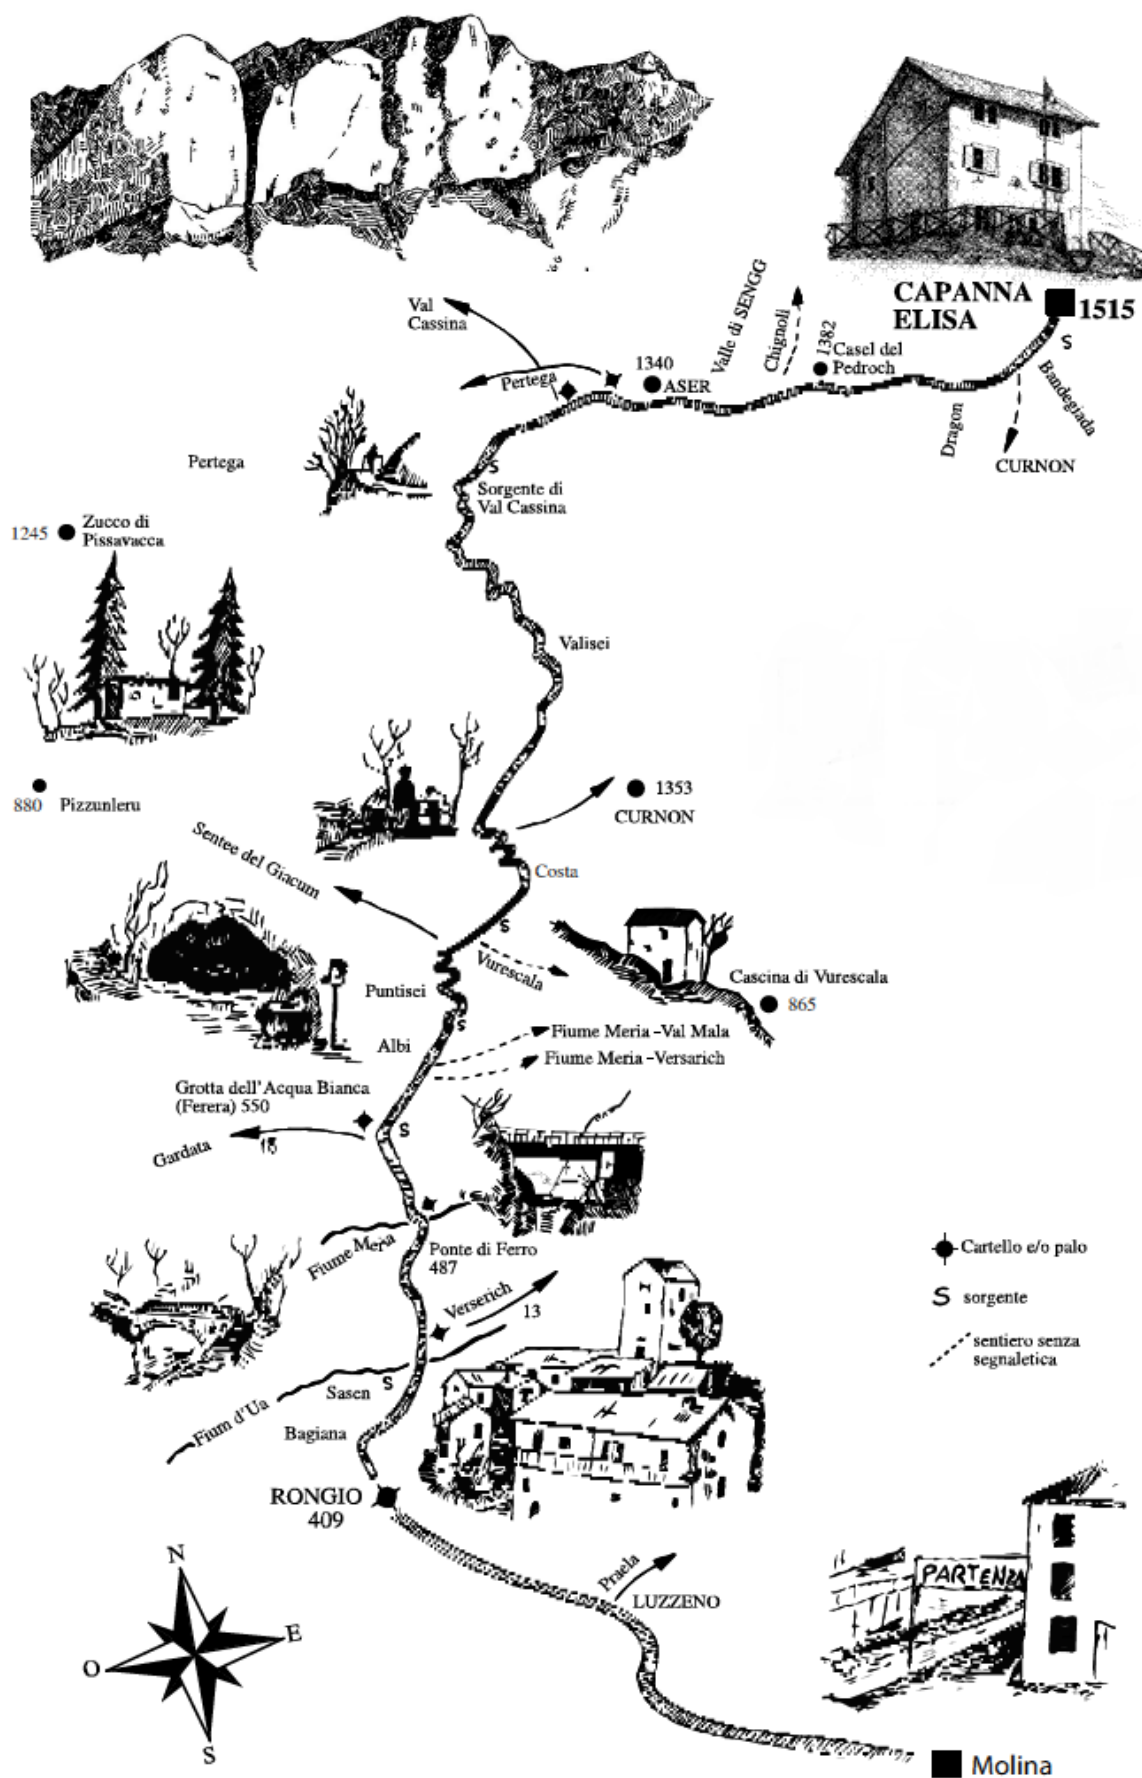 CAPANNA
ELISA
1515
Val
Cassina
Pertega
1340
ASER
Valle di SENGG
Chignoli
1382
Casel del
Pedroch
Dragon
Bandegiada
CURNON
S
Pertega
S
Sorgente di
Val Cassina
1245
Zucco di
Pissavacca
Valisei
880
Pizzunleru
1353
CURNON
Sentee del Giacum
Costa
S
Vurescala
Cascina di Vurescala
865
Puntisei
S
Albi
Fiume Meria -Val Mala
Fiume Meria -Versarich
Grotta dell'Acqua Bianca
(Ferera) 550
S
Gardata
Fiume Meria
Ponte di Ferro
487
Verserich
13
Cartello e/o palo
S sorgente
sentiero senza
segnaletica
S
Sasen
Fium d'Ua
Bagiana
RONGIO
409
Praela
LUZZENO
PARTENZA
N
E
O
S
Molina